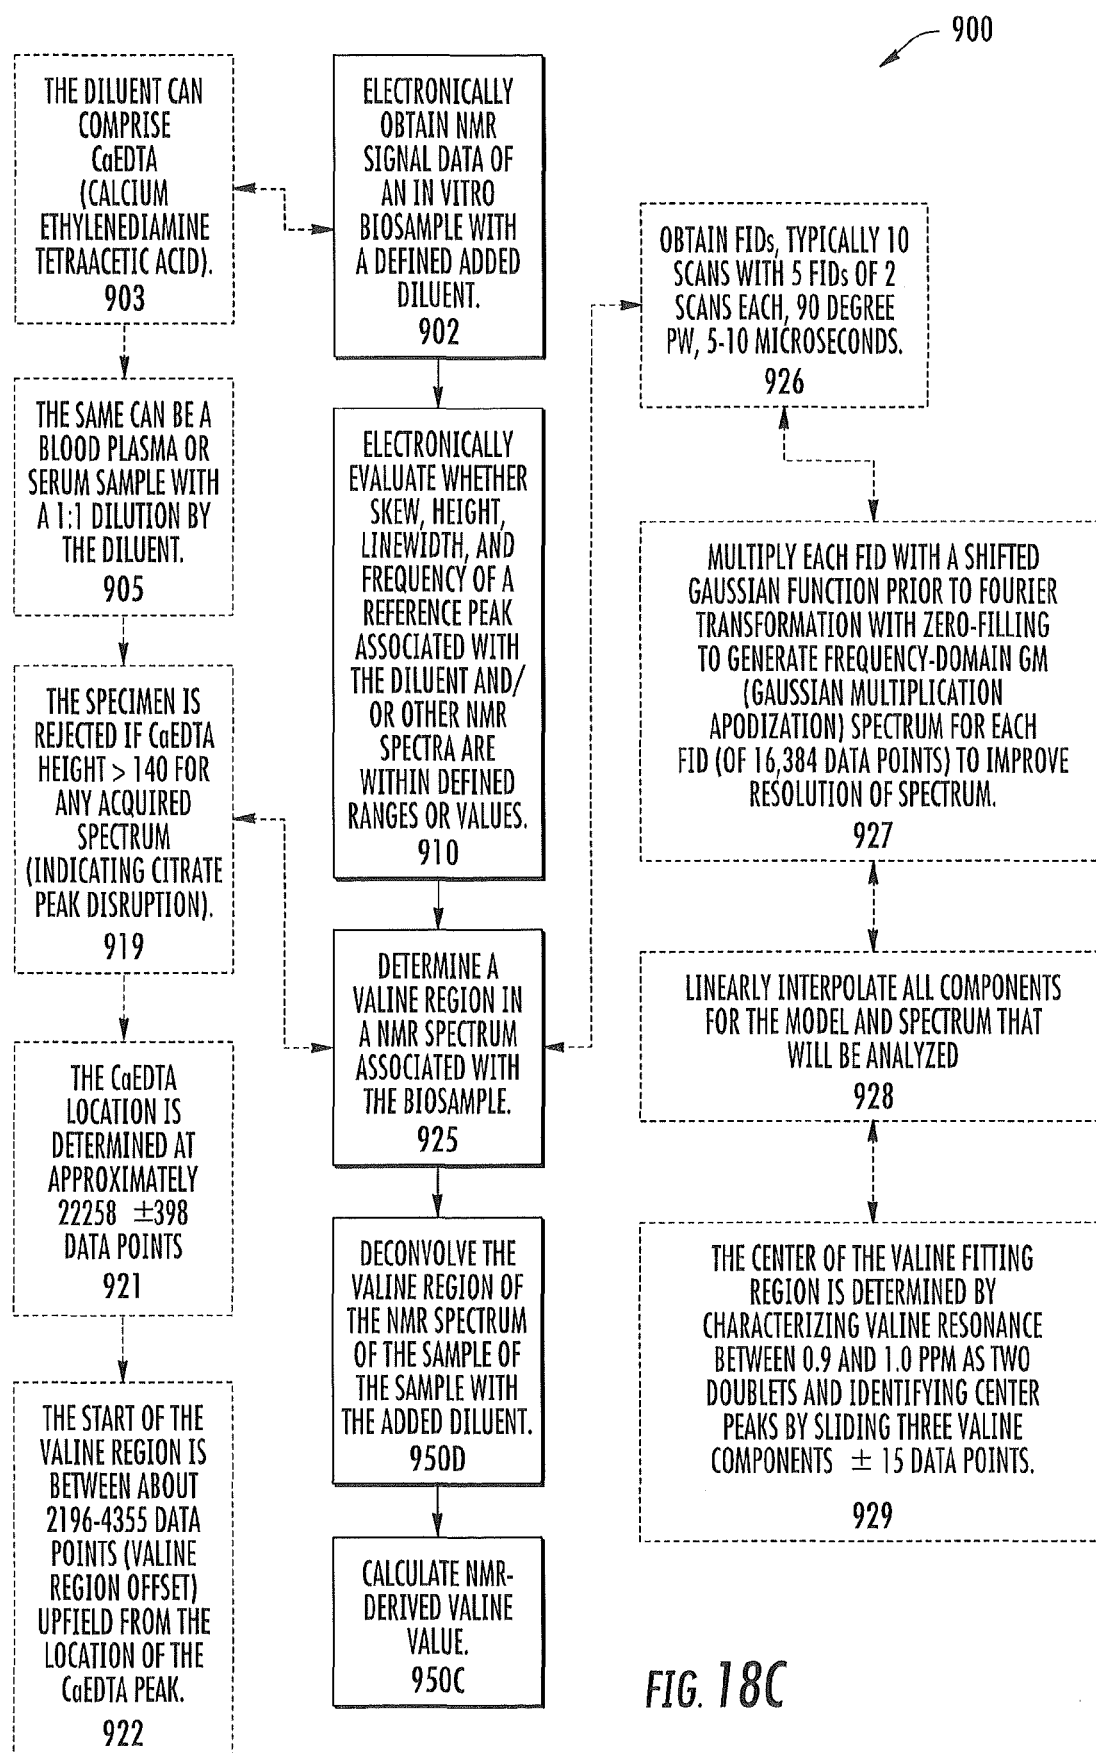 900
THE DILUENT CAN
COMPRISE
CaEDTA
(CALCIUM
ETHYLENEDIAMINE
TETRAACETIC ACID).
903
THE SAME CAN BE A
BLOOD PLASMA OR
SERUM SAMPLE WITH
A 1:1 DILUTION BY
THE DILUENT.
905
THE SPECIMEN IS
REJECTED IF CaEDTA
HEIGHT > 140 FOR
ANY ACQUIRED
SPECTRUM
(INDICATING CITRATE
PEAK DISRUPTION).
919
THE CaEDTA
LOCATION IS
DETERMINED AT
APPROXIMATELY
22258 ±398
DATA POINTS
921
THE START OF THE
VALINE REGION IS
BETWEEN ABOUT
2196-4355 DATA
POINTS (VALINE
REGION OFFSET)
UPFIELD FROM THE
LOCATION OF THE
CaEDTA PEAK.
922
ELECTRONICALLY
OBTAIN NMR
SIGNAL DATA OF
AN IN VITRO
BIOSAMPLE WITH
A DEFINED ADDED
DILUENT.
902
ELECTRONICALLY
EVALUATE WHETHER
SKEW, HEIGHT,
LINEWIDTH, AND
FREQUENCY OF A
REFERENCE PEAK
ASSOCIATED WITH
THE DILUENT AND/
OR OTHER NMR
SPECTRA ARE
WITHIN DEFINED
RANGES OR VALUES.
910
DETERMINE A
VALINE REGION IN
A NMR SPECTRUM
ASSOCIATED WITH
THE BIOSAMPLE.
925
DECONVOLVE THE
VALINE REGION OF
THE NMR SPECTRUM
OF THE SAMPLE OF
THE SAMPLE WITH
THE ADDED DILUENT.
950D
CALCULATE NMR-
DERIVED VALINE
VALUE.
950C
OBTAIN FIDs, TYPICALLY 10
SCANS WITH 5 FIDs OF 2
SCANS EACH, 90 DEGREE
PW, 5-10 MICROSECONDS.
926
MULTIPLY EACH FID WITH A SHIFTED
GAUSSIAN FUNCTION PRIOR TO FOURIER
TRANSFORMATION WITH ZERO-FILLING
TO GENERATE FREQUENCY-DOMAIN GM
(GAUSSIAN MULTIPLICATION
APODIZATION) SPECTRUM FOR EACH
FID (OF 16,384 DATA POINTS) TO IMPROVE
RESOLUTION OF SPECTRUM.
927
LINEARLY INTERPOLATE ALL COMPONENTS
FOR THE MODEL AND SPECTRUM THAT
WILL BE ANALYZED
928
THE CENTER OF THE VALINE FITTING
REGION IS DETERMINED BY
CHARACTERIZING VALINE RESONANCE
BETWEEN 0.9 AND 1.0 PPM AS TWO
DOUBLETS AND IDENTIFYING CENTER
PEAKS BY SLIDING THREE VALINE
COMPONENTS ± 15 DATA POINTS.
929
FIG. 18C